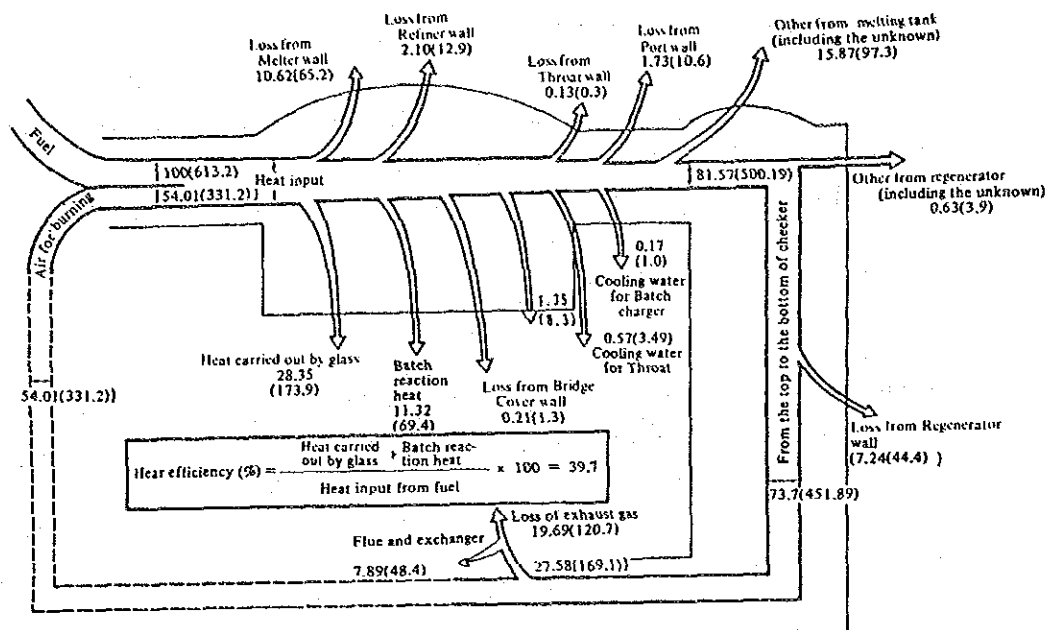 Loss from
Melter wall
10.62(65.2)
Loss from
Refiner wall
2.10(12.9)
Loss from
Throat wall
0.13(0.3)
Loss from
Port wall
1.73(10.6)
Other from melting tank
(including the unknown)
15.87(97.3)
Fuel
100(613.2)
Heat input
54.01(331.2)
81.57(500.19)
Other from regenerator
(including the unknown)
0.63(3.9)
Air for burning
0.17
(1.0)
Cooling water
for Batch
charger
1.35
(8.3)
0.57(3.49)
Cooling water
for Throat
Heat carried out by glass
28.35
(173.9)
Batch
reaction
heat
11.32
(69.4)
Loss from Bridge
Cover wall
0.21(1.3)
From the top to the bottom of checker
54.01(331.2)
Loss from Regenerator
wall
(7.24(44.4)
Hear efficiency (%) =
Heat carried
out by glass
+
Batch reac-
tion heat
Heat input from fuel
x 100 = 39.7
73.7(451.89)
Loss of exhaust gas
19.69(120.7)
Flue and exchanger
7.89(48.4)
27.58(169.1)